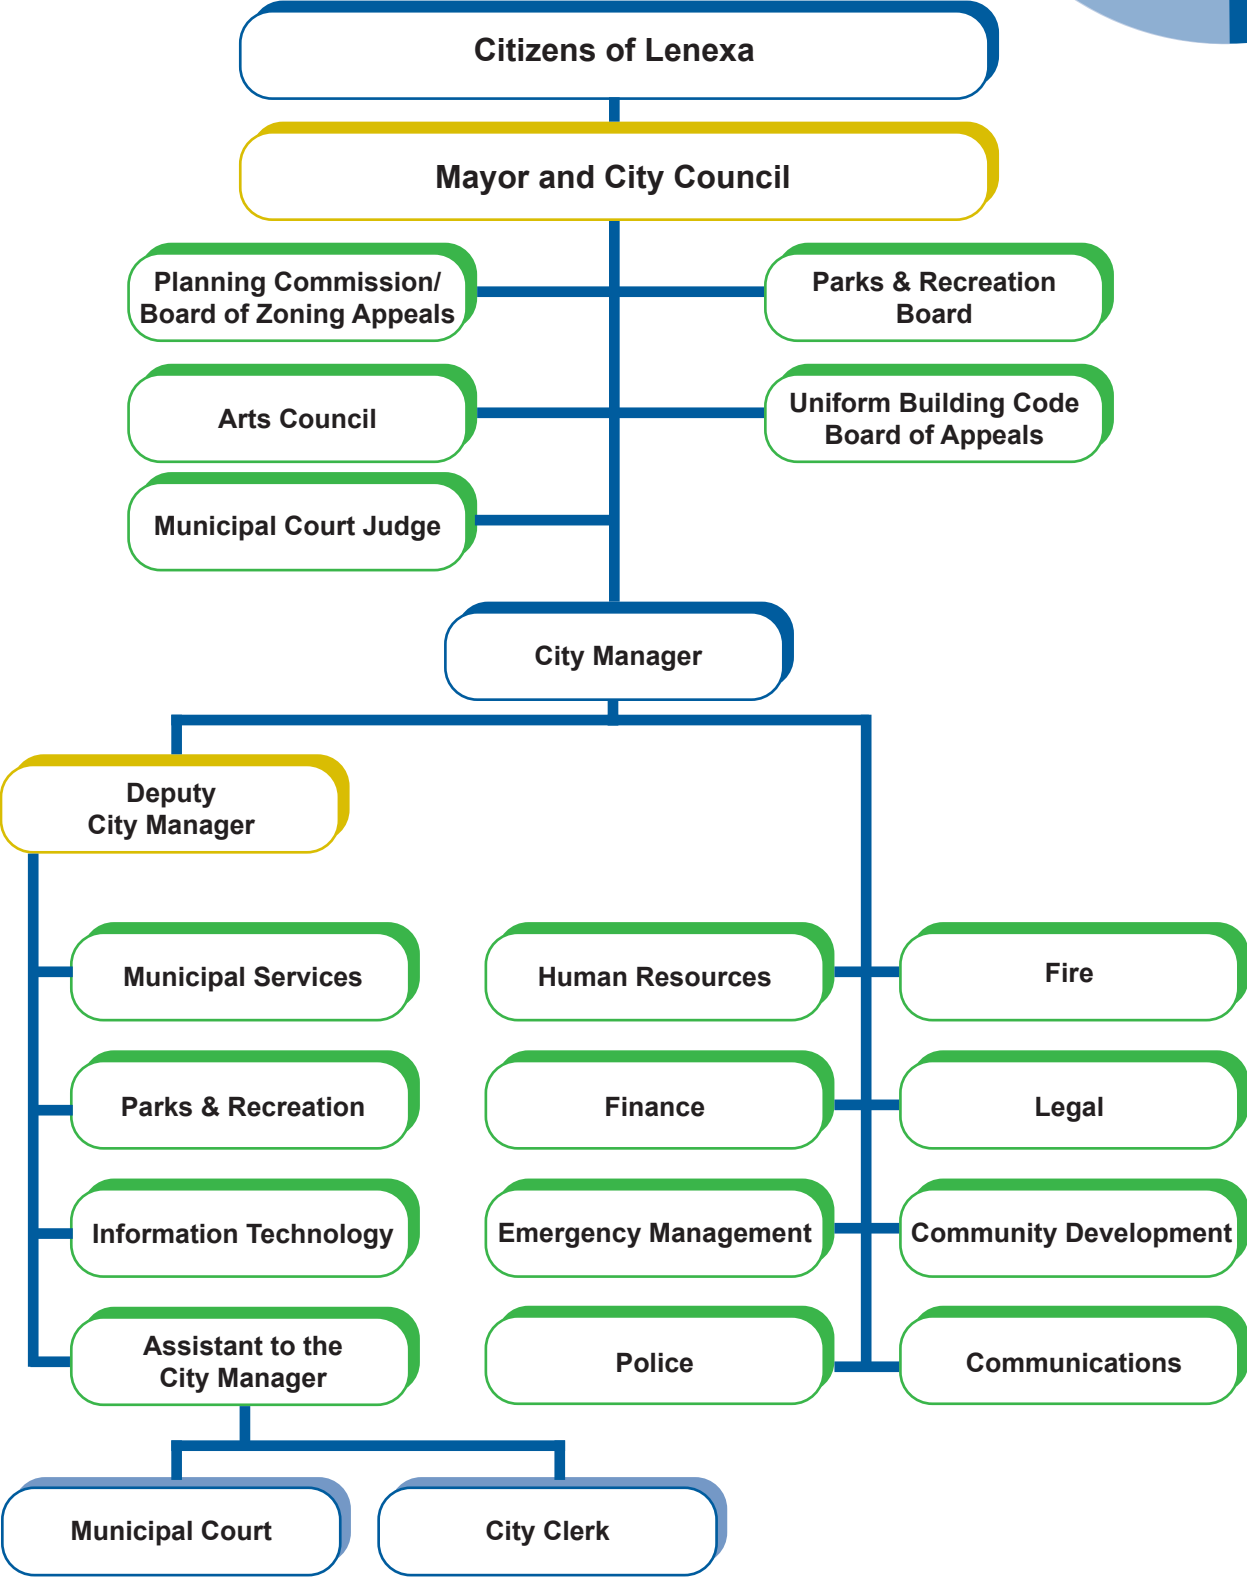 Citizens of Lenexa
Mayor and City Council
Planning Commission/
Board of Zoning Appeals
Parks & Recreation
Board
Arts Council
Uniform Building Code
Board of Appeals
Municipal Court Judge
City Manager
Deputy
City Manager
Municipal Services
Human Resources
Fire
Parks & Recreation
Finance
Legal
Information Technology
Emergency Management
Community Development
Assistant to the
City Manager
Police
Communications
Municipal Court
City Clerk